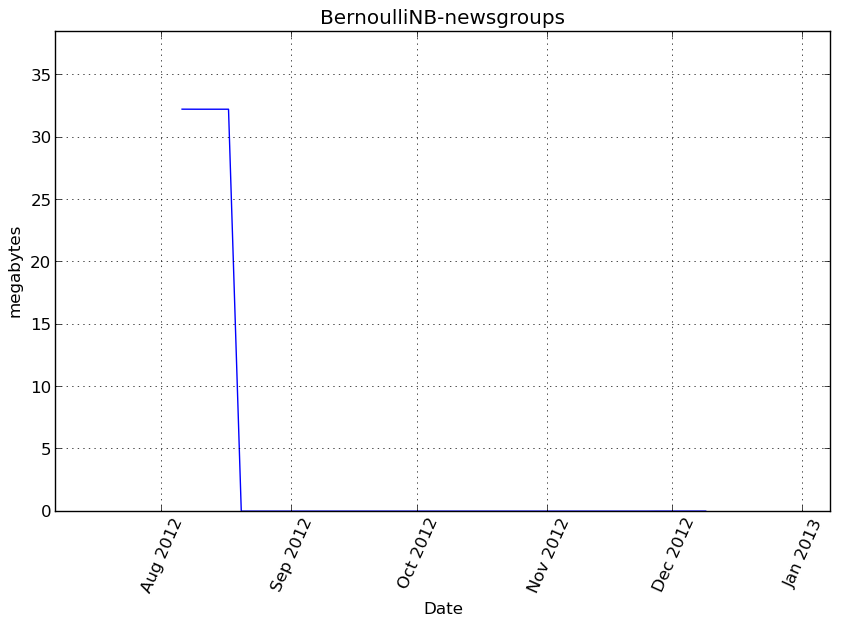 BernoulliNB-newsgroups
35
30
25
20
15
10
5
0
megabytes
Aug 2012
Sep 2012
Oct 2012
Nov 2012
Dec 2012
Jan 2013
Date